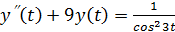 y″(t) + 9y(t) = 1/cos²3t